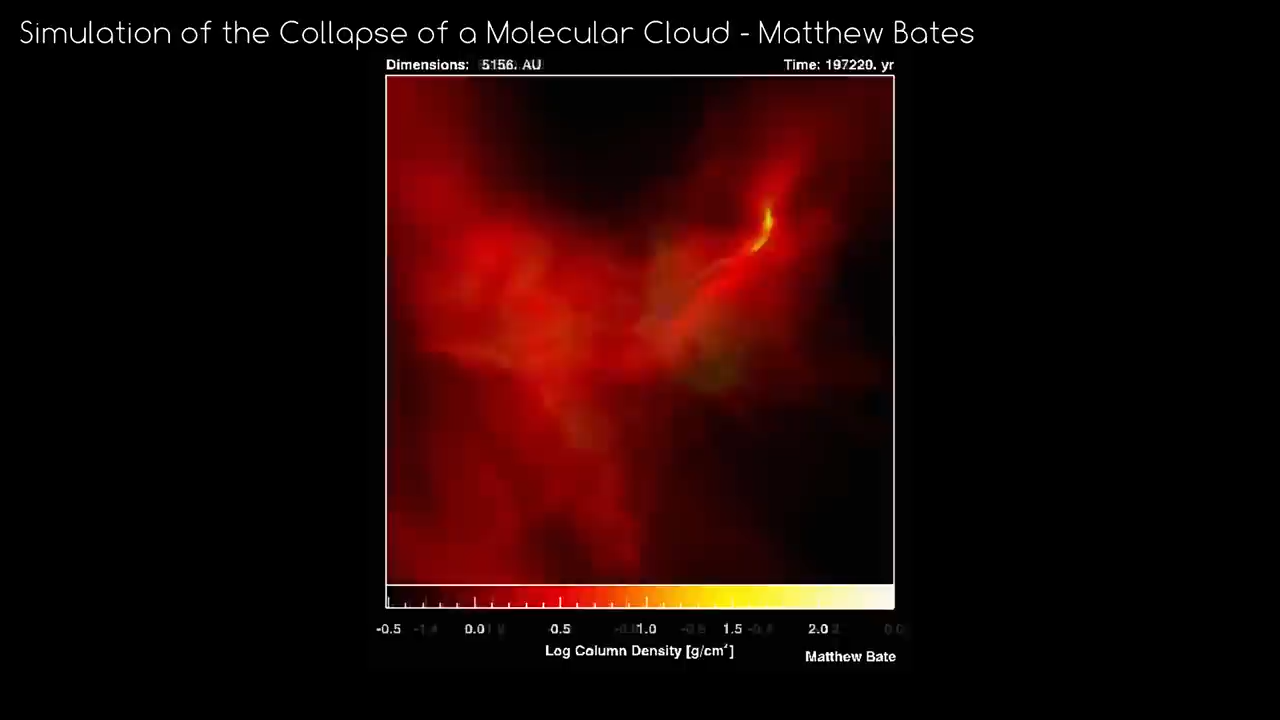 Simulation of the Collapse of a Molecular Cloud - Matthew Bates
Dimensions: 5156. AU Time: 197220. yr
-0.5 0.0 0.5 1.0 1.5 2.0
Log Column Density [g/cm²]
Matthew Bate